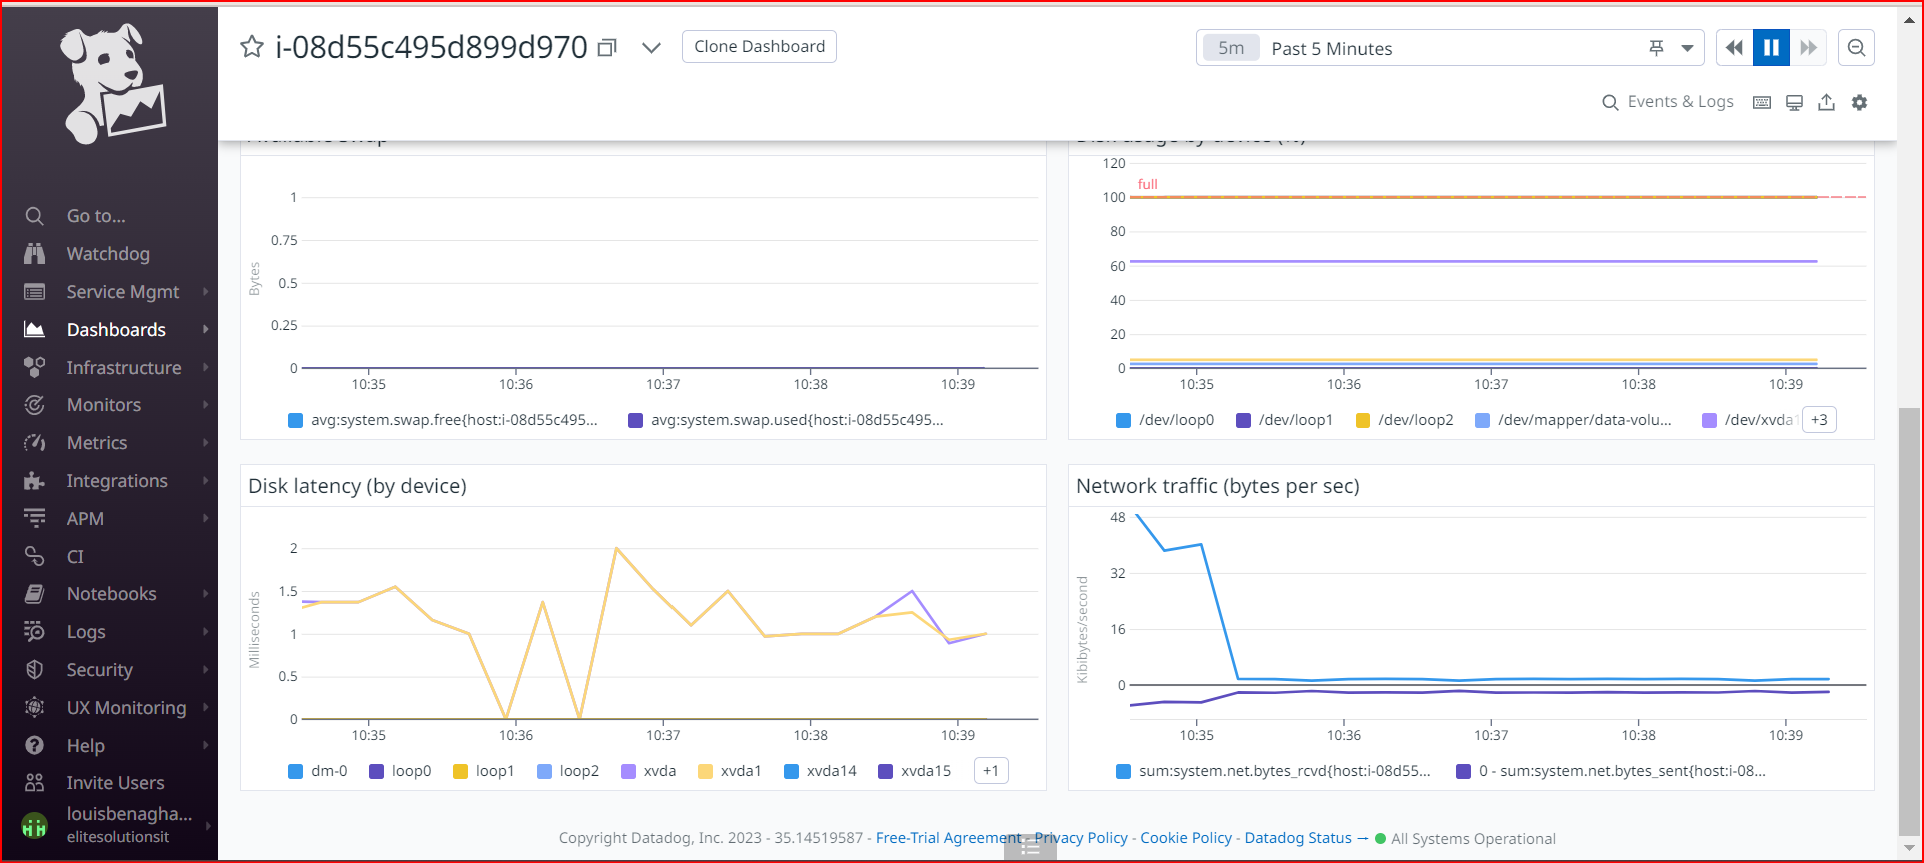 i-08d55c495d899d970
Clone Dashboard
5m Past 5 Minutes
Events & Logs
Go to...
Watchdog
Service Mgmt
Dashboards
Infrastructure
Monitors
Metrics
Integrations
APM
CI
Notebooks
Logs
Security
UX Monitoring
Help
Invite Users
louisbenagha...
elitesolutionsit
Available Swap
Bytes
1
0.75
0.5
0.25
0
10:35 10:36 10:37 10:38 10:39
avg:system.swap.free{host:i-08d55c495... avg:system.swap.used{host:i-08d55c495...
Disk usage by device (%)
120
full
100
80
60
40
20
0
10:35 10:36 10:37 10:38 10:39
/dev/loop0 /dev/loop1 /dev/loop2 /dev/mapper/data-volu... /dev/xvda1 +3
Disk latency (by device)
Milliseconds
2
1.5
1
0.5
0
10:35 10:36 10:37 10:38 10:39
dm-0 loop0 loop1 loop2 xvda xvda1 xvda14 xvda15 +1
Network traffic (bytes per sec)
Kibibytes/second
48
32
16
0
10:35 10:36 10:37 10:38 10:39
sum:system.net.bytes_rcvd{host:i-08d55... 0 - sum:system.net.bytes_sent{host:i-08...
Copyright Datadog, Inc. 2023 - 35.14519587 - Free-Trial Agreement - Privacy Policy - Cookie Policy - Datadog Status → All Systems Operational